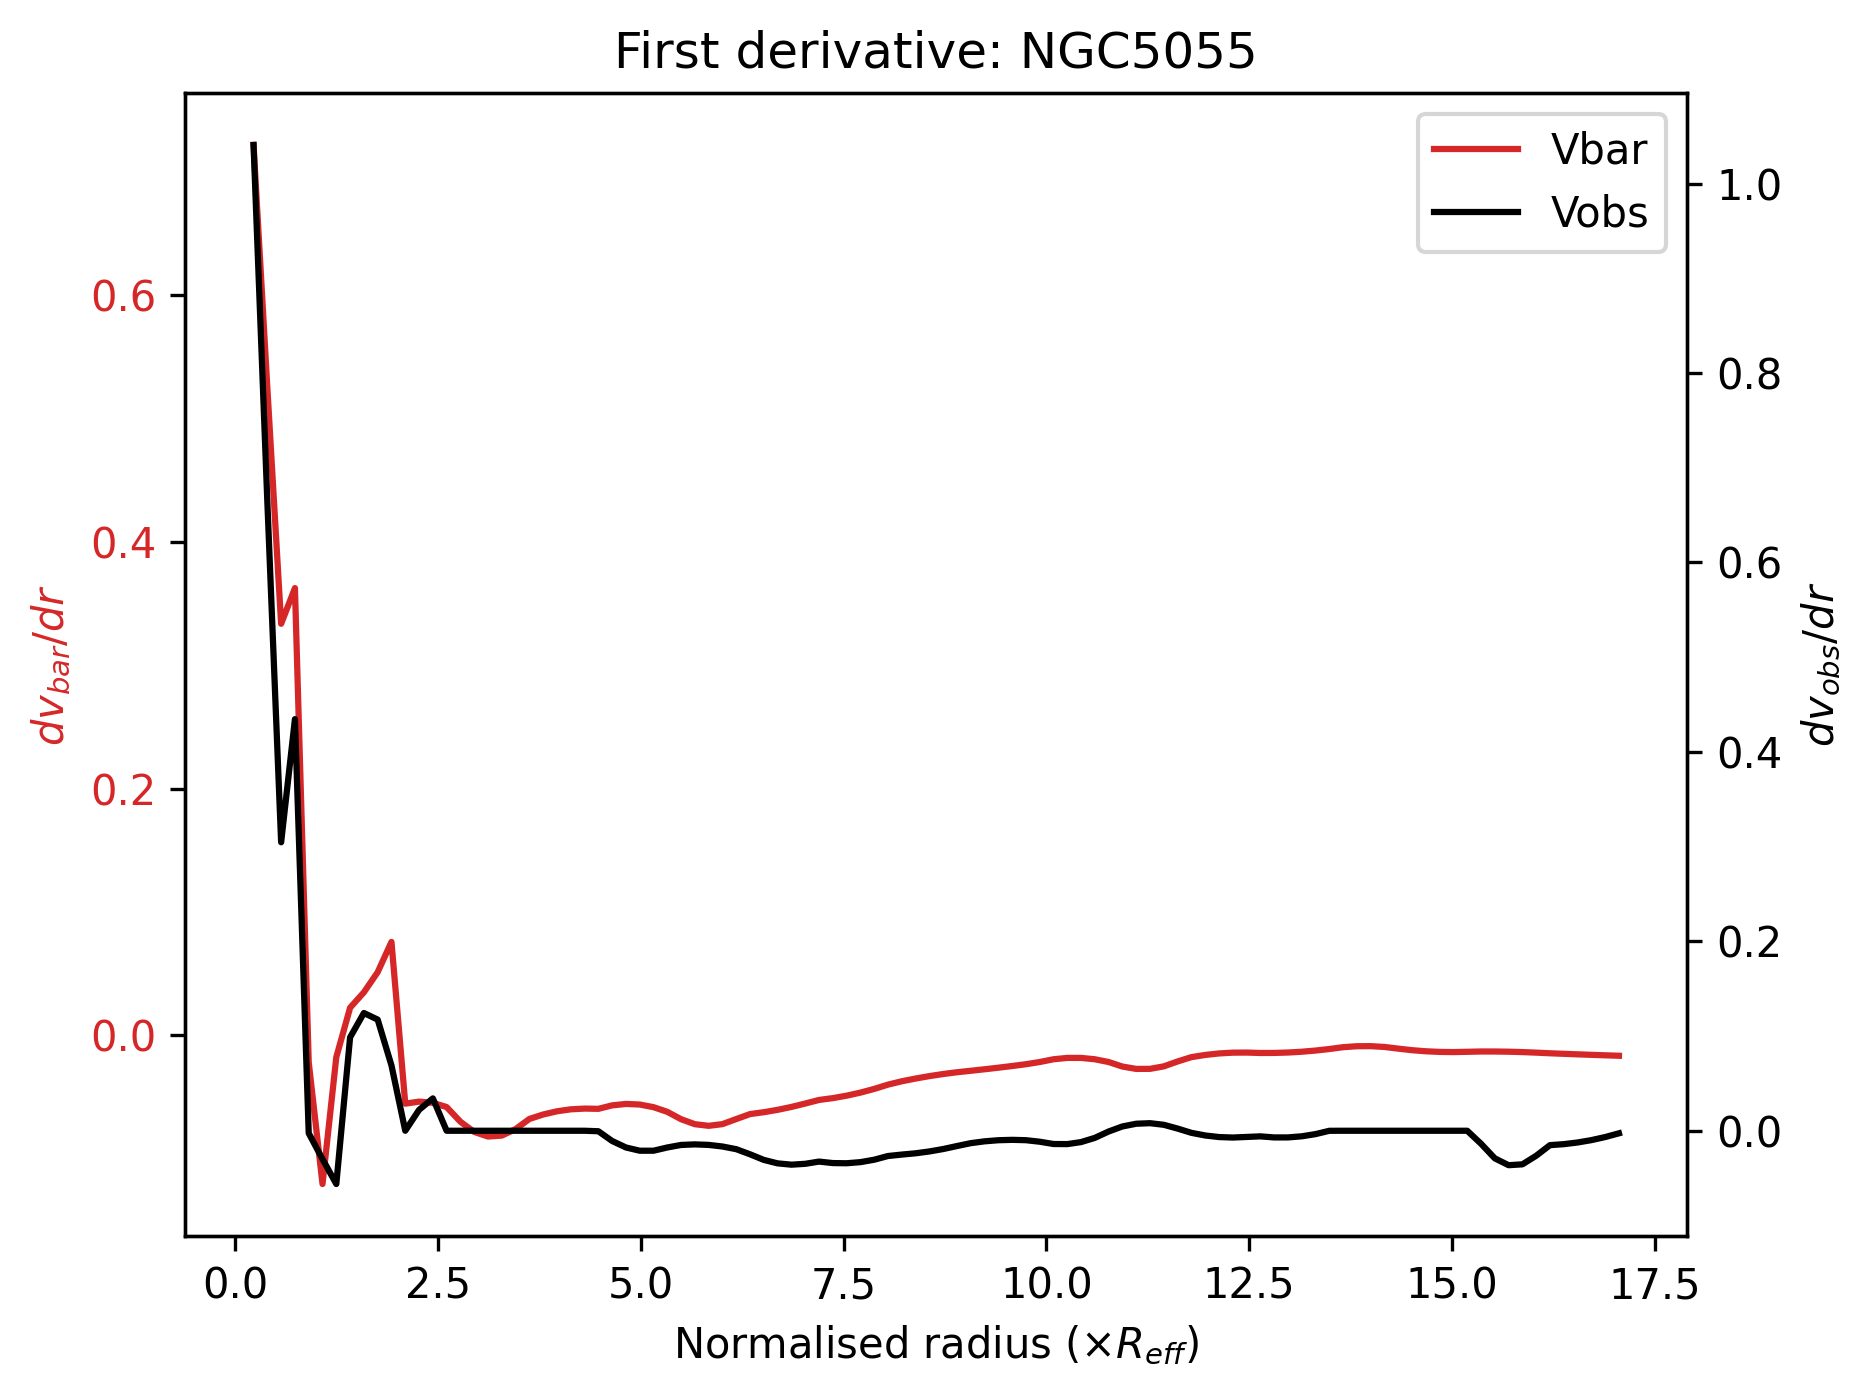 First derivative: NGC5055
Vbar
Vobs
0.6
0.4
0.2
0.0
dv_bar/dr
1.0
0.8
0.6
0.4
0.2
0.0
dv_obs/dr
0.0 2.5 5.0 7.5 10.0 12.5 15.0 17.5
Normalised radius (×R_eff)